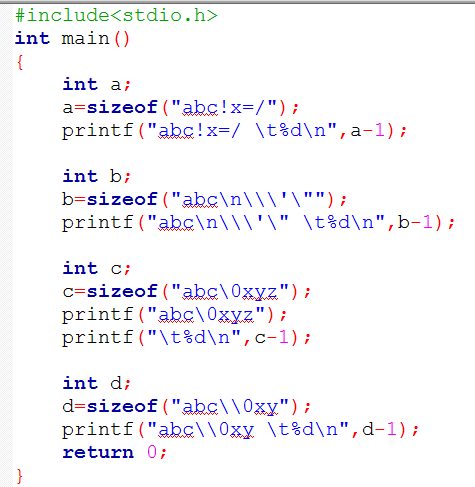 #include<stdio.h>
int main()
{
int a;
a=sizeof("abc!x=/");
printf("abc!x=/ \t%d\n",a-1);
int b;
b=sizeof("abc\n\\\'\"");
printf("abc\n\\\'\" \t%d\n",b-1);
int c;
c=sizeof("abc\0xyz");
printf("abc\0xyz");
printf("\t%d\n",c-1);
int d;
d=sizeof("abc\\0xy");
printf("abc\\0xy \t%d\n",d-1);
return 0;
}